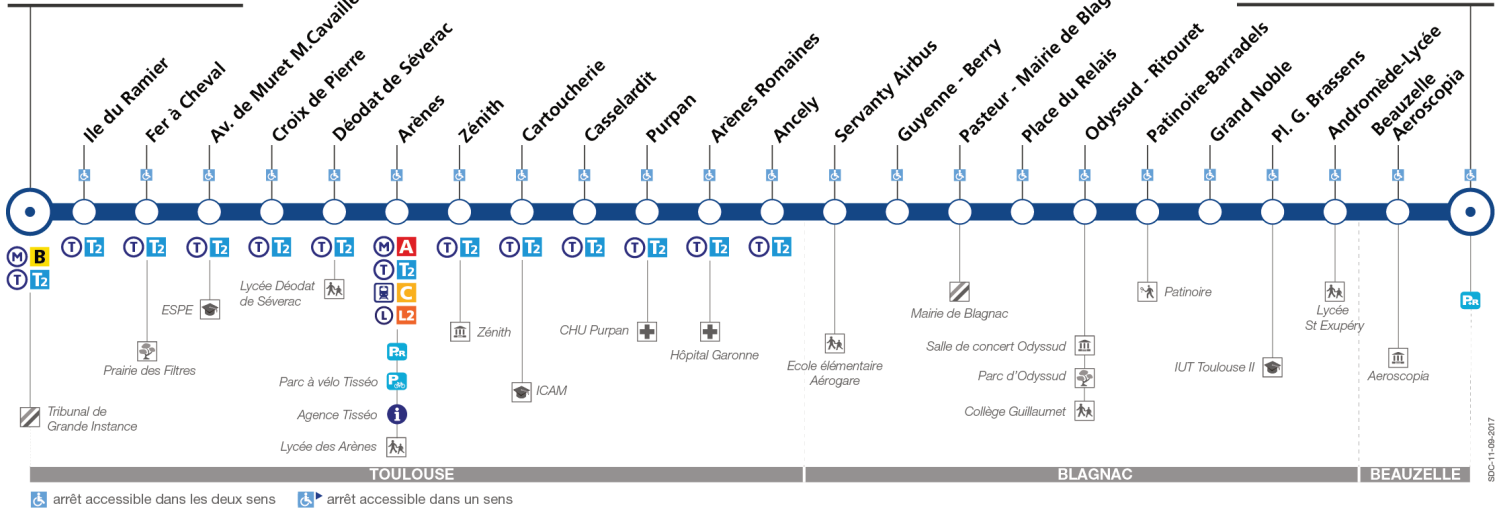 Ile du Ramier
Fer à Cheval
Av. de Muret M.Cavaillé
Croix de Pierre
Déodat de Séverac
Arènes
Zénith
Cartoucherie
Casselardit
Purpan
Arènes Romaines
Ancely
Servanty Airbus
Guyenne - Berry
Pasteur - Mairie de Blag
Place du Relais
Odyssud - Ritouret
Patinoire-Barradels
Grand Noble
Pl. G. Brassens
Andromède-Lycée
Beauzelle
Aeroscopia
M B
T T2
T T2
T T2
T T2
T T2
T T2
M A
T T2
C
L L2
T T2
T T2
T T2
T T2
T T2
T T2
P+R
P
i
P+R
Tribunal de
Grande Instance
Prairie des Filtres
ESPE
Lycée Déodat
de Séverac
Parc à vélo Tisséo
Agence Tisséo
Lycée des Arènes
Zénith
ICAM
CHU Purpan
Hôpital Garonne
Ecole élémentaire
Aérogare
Mairie de Blagnac
Salle de concert Odyssud
Parc d'Odyssud
Collège Guillaumet
Patinoire
IUT Toulouse II
Lycée
St Exupéry
Aeroscopia
TOULOUSE
BLAGNAC
BEAUZELLE
arrêt accessible dans les deux sens
arrêt accessible dans un sens
SDC-11-09-2017